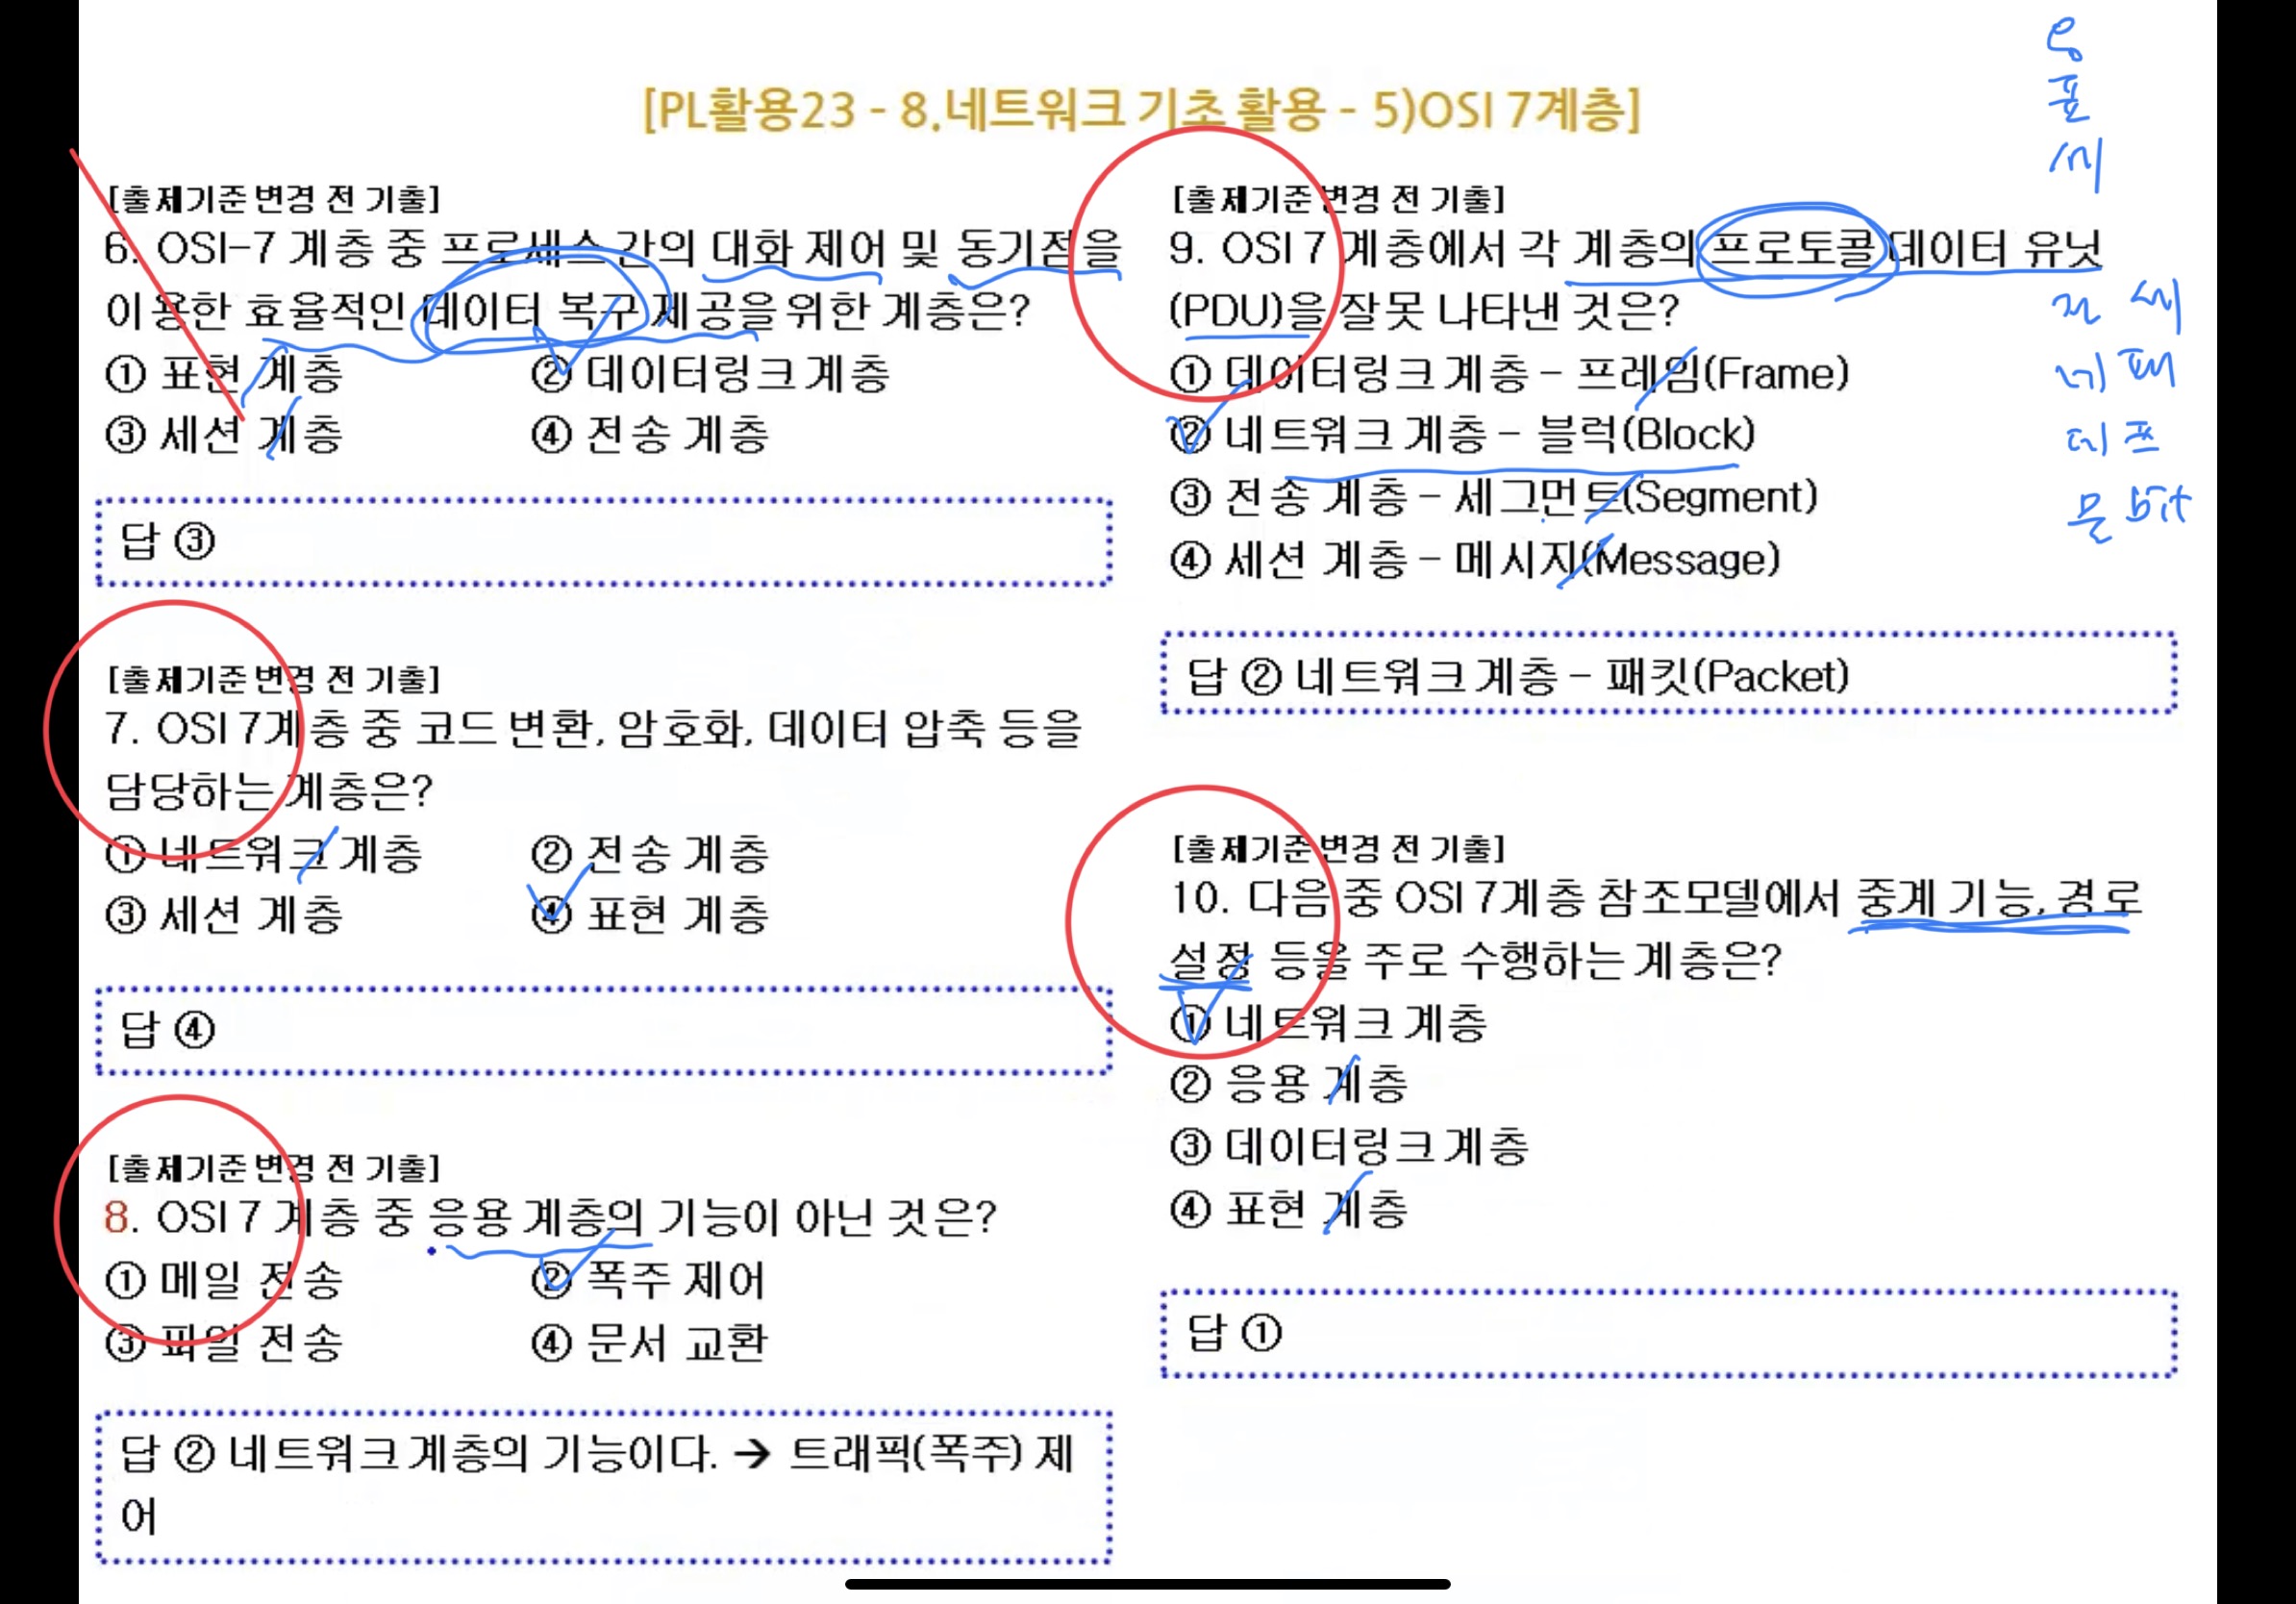 [PL활용23 - 8.네트워크 기초 활용 - 5)OSI 7계층]
[출제기준 변경 전 기출]
6. OSI-7 계층 중 프로세스 간의 대화 제어 및 동기점을
이용한 효율적인 데이터 복구 제공을 위한 계층은?
① 표현 계층 ② 데이터링크 계층
③ 세션 계층 ④ 전송 계층
답 ③
[출제기준 변경 전 기출]
7. OSI 7계층 중 코드 변환, 암호화, 데이터 압축 등을
담당하는 계층은?
① 네트워크 계층 ② 전송 계층
③ 세션 계층 ④ 표현 계층
답 ④
[출제기준 변경 전 기출]
8. OSI 7 계층 중 응용 계층의 기능이 아닌 것은?
① 메일 전송 ② 폭주 제어
③ 파일 전송 ④ 문서 교환
답 ② 네트워크 계층의 기능이다. → 트래픽(폭주) 제
어
[출제기준 변경 전 기출]
9. OSI 7 계층에서 각 계층의 프로토콜 데이터 유닛
(PDU)을 잘못 나타낸 것은?
① 데이터링크 계층 - 프레임(Frame)
② 네트워크 계층 - 블럭(Block)
③ 전송 계층 - 세그먼트(Segment)
④ 세션 계층 - 메시지(Message)
답 ② 네트워크 계층 - 패킷(Packet)
[출제기준 변경 전 기출]
10. 다음 중 OSI 7계층 참조모델에서 중계 기능, 경로
설정 등을 주로 수행하는 계층은?
① 네트워크 계층
② 응용 계층
③ 데이터링크 계층
④ 표현 계층
답 ①
응
표
세
전 세
네 패
데 프
물 bit